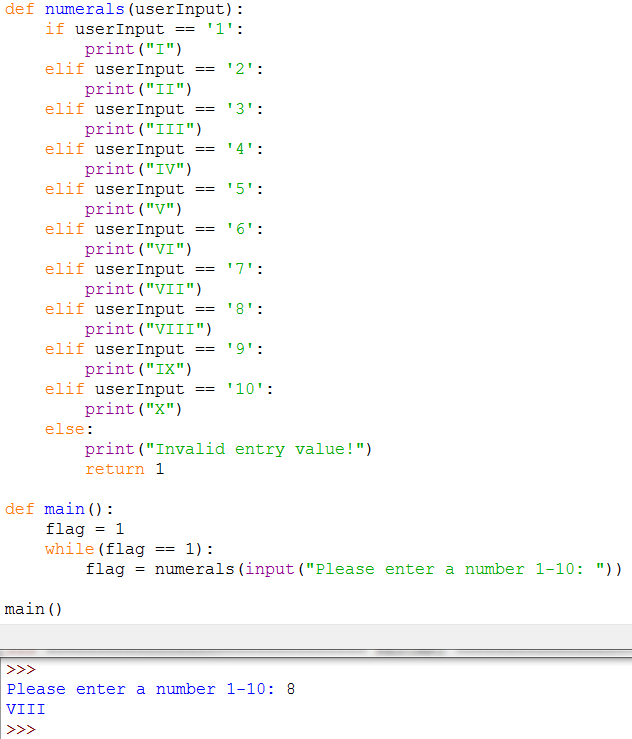 def numerals(userInput):
    if userInput == '1':
        print("I")
    elif userInput == '2':
        print("II")
    elif userInput == '3':
        print("III")
    elif userInput == '4':
        print("IV")
    elif userInput == '5':
        print("V")
    elif userInput == '6':
        print("VI")
    elif userInput == '7':
        print("VII")
    elif userInput == '8':
        print("VIII")
    elif userInput == '9':
        print("IX")
    elif userInput == '10':
        print("X")
    else:
        print("Invalid entry value!")
        return 1

def main():
    flag = 1
    while(flag == 1):
        flag = numerals(input("Please enter a number 1-10: "))

main()
>>>
Please enter a number 1-10: 8
VIII
>>>